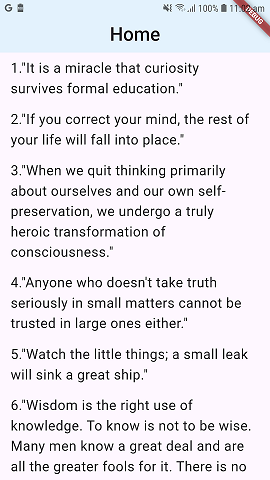 G 100% 11:02 am
Home
1."It is a miracle that curiosity
survives formal education."
2."If you correct your mind, the rest of
your life will fall into place."
3."When we quit thinking primarily
about ourselves and our own self-
preservation, we undergo a truly
heroic transformation of
consciousness."
4."Anyone who doesn't take truth
seriously in small matters cannot be
trusted in large ones either."
5."Watch the little things; a small leak
will sink a great ship."
6."Wisdom is the right use of
knowledge. To know is not to be wise.
Many men know a great deal and are
all the greater fools for it. There is no